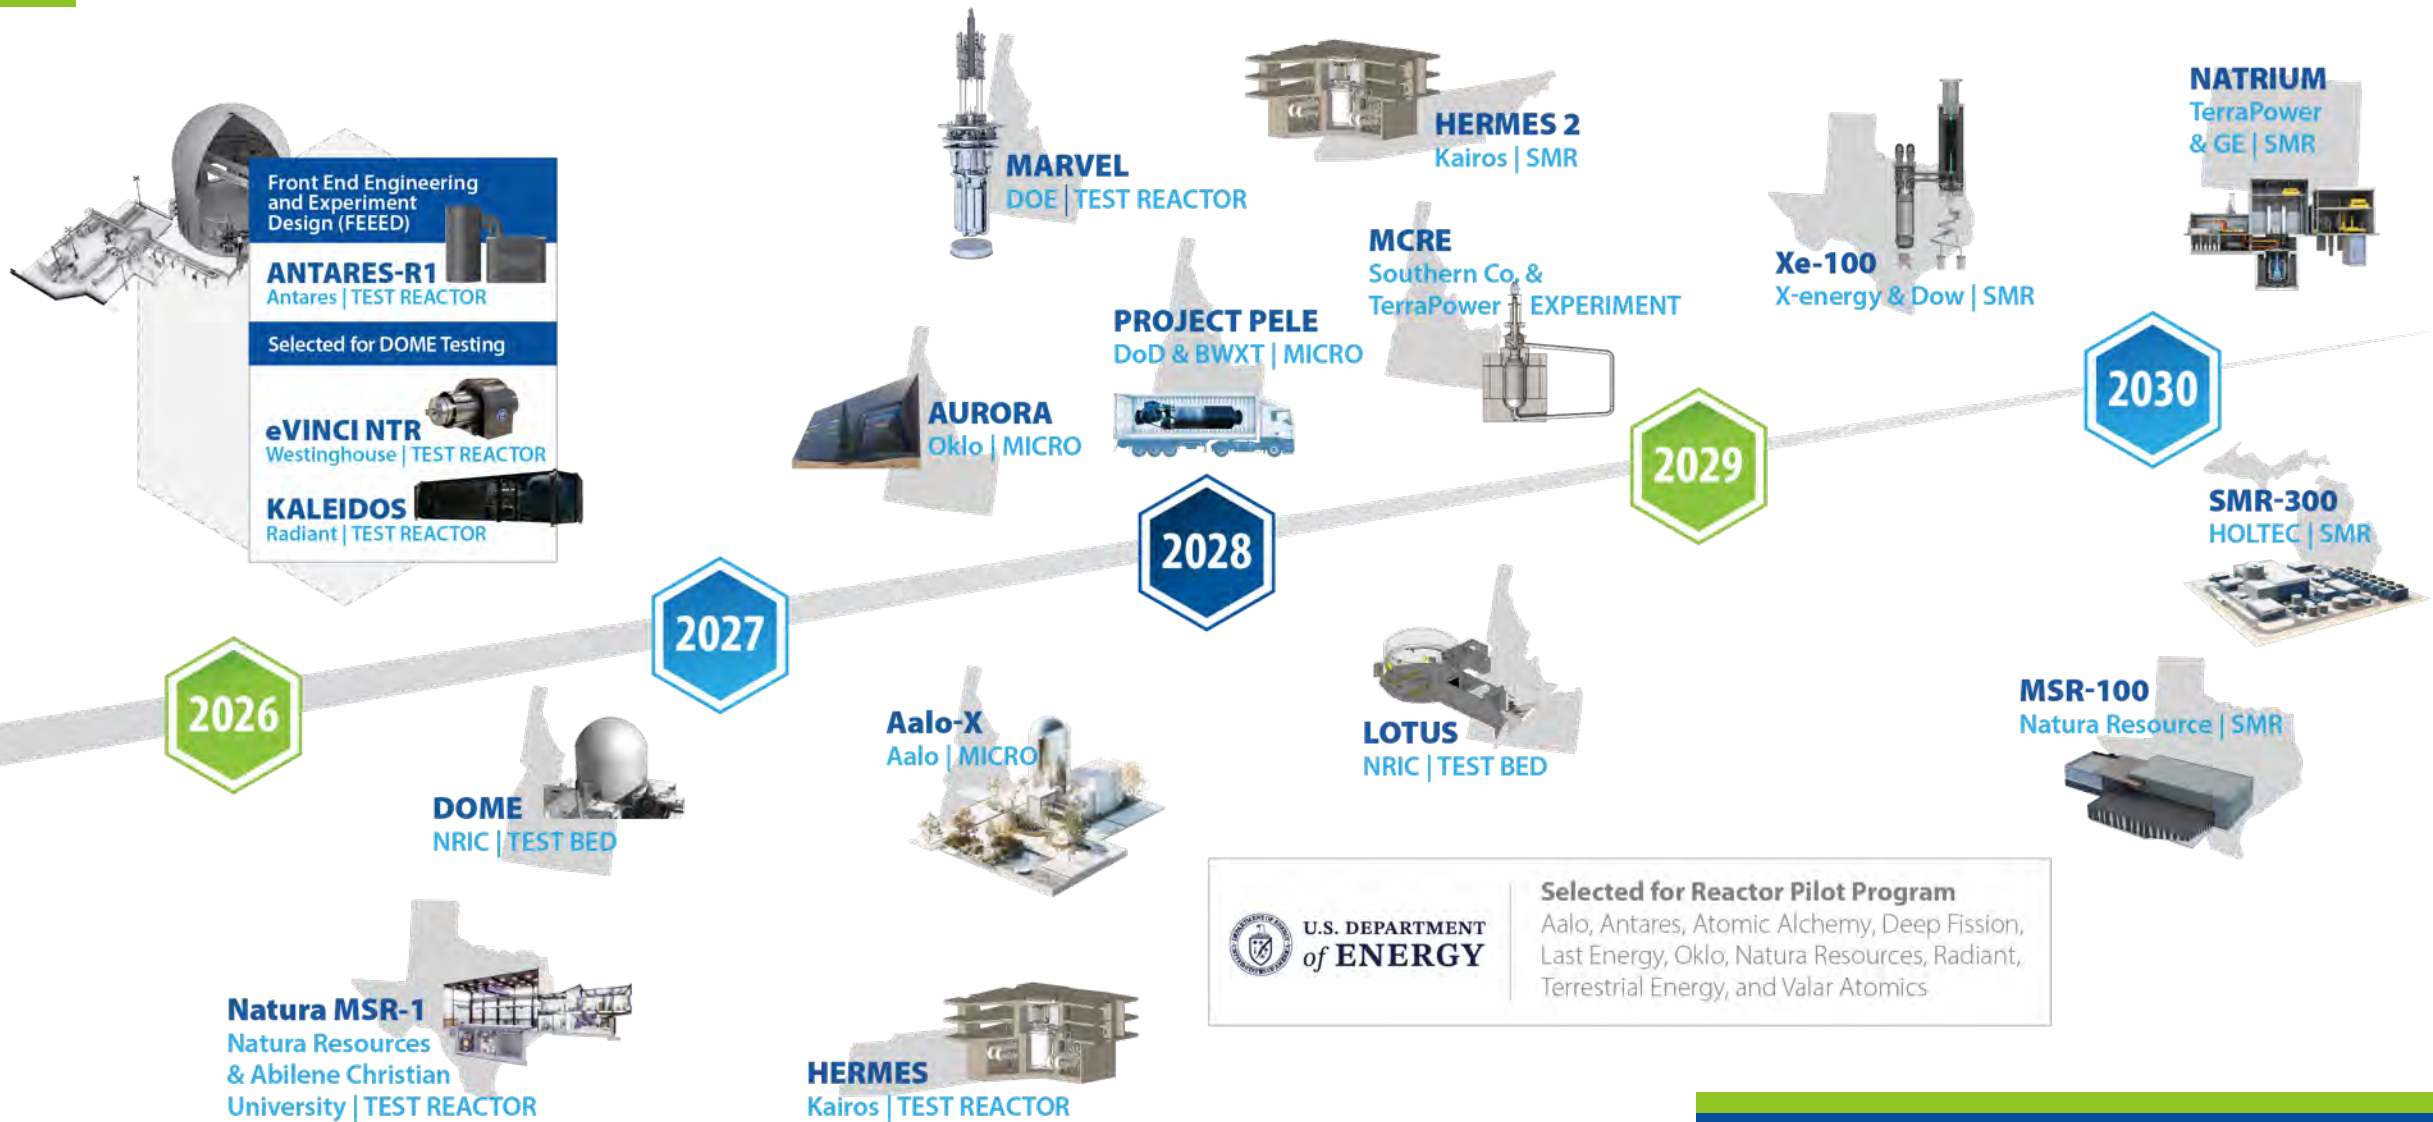 Front End Engineering
and Experiment
Design (FEEED)
ANTARES-R1
Antares | TEST REACTOR
Selected for DOME Testing
eVINCI NTR
Westinghouse | TEST REACTOR
KALEIDOS
Radiant | TEST REACTOR
MARVEL
DOE | TEST REACTOR
HERMES 2
Kairos | SMR
MCRE
Southern Co. &
TerraPower | EXPERIMENT
PROJECT PELE
DoD & BWXT | MICRO
AURORA
Oklo | MICRO
Xe-100
X-energy & Dow | SMR
NATRIUM
TerraPower
& GE | SMR
2026
2027
2028
2029
2030
SMR-300
HOLTEC | SMR
MSR-100
Natura Resource | SMR
DOME
NRIC | TEST BED
Aalo-X
Aalo | MICRO
LOTUS
NRIC | TEST BED
Natura MSR-1
Natura Resources
& Abilene Christian
University | TEST REACTOR
HERMES
Kairos | TEST REACTOR
U.S. DEPARTMENT
of ENERGY
Selected for Reactor Pilot Program
Aalo, Antares, Atomic Alchemy, Deep Fission,
Last Energy, Oklo, Natura Resources, Radiant,
Terrestrial Energy, and Valar Atomics